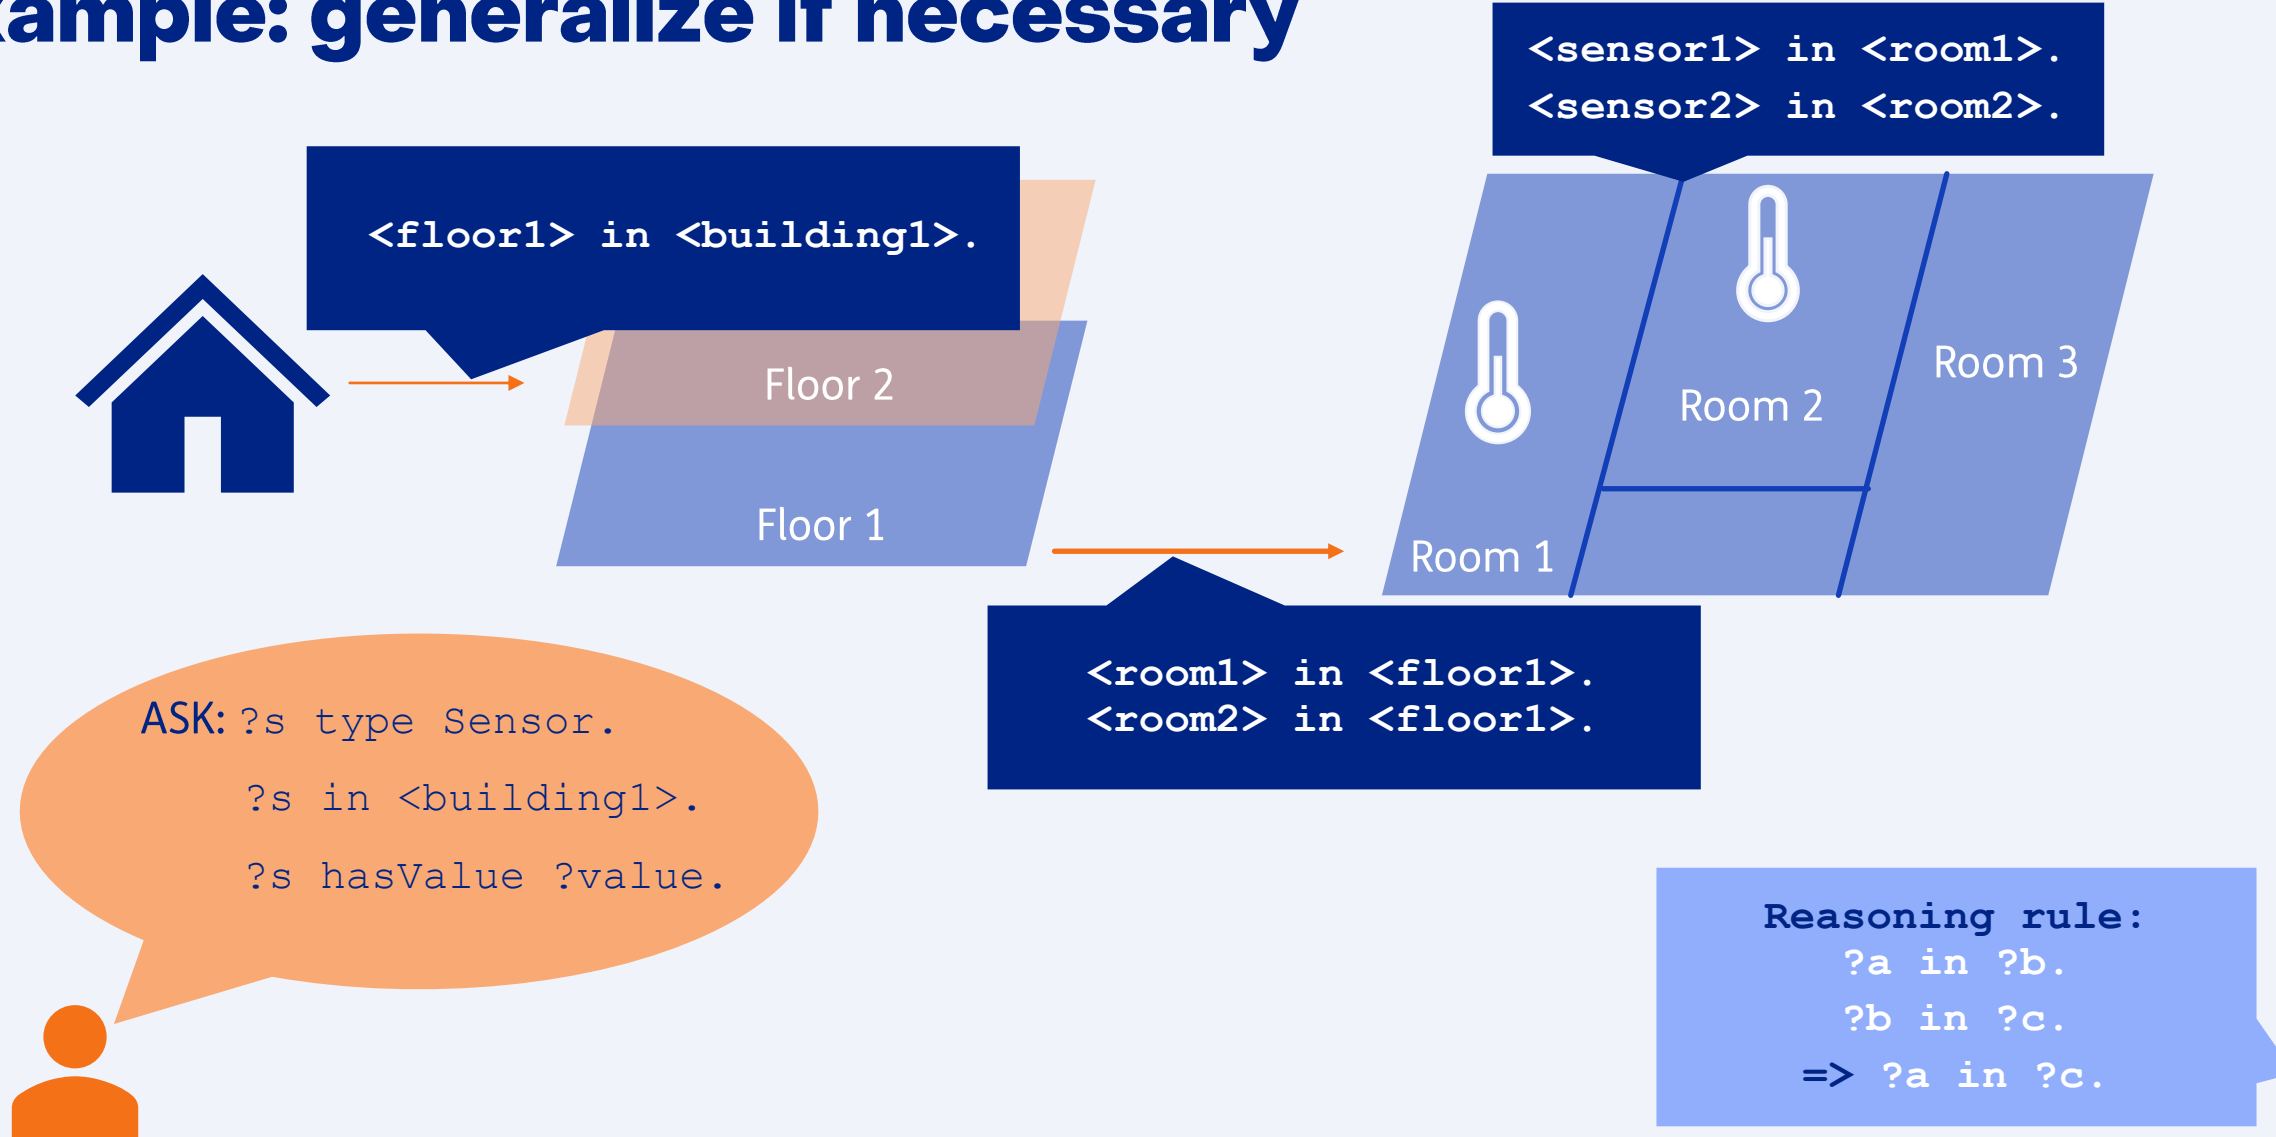 ample: generalize if necessary
<sensor1> in <room1>.
<sensor2> in <room2>.
<floor1> in <building1>.
Floor 2
Floor 1
Room 1
Room 2
Room 3
<room1> in <floor1>.
<room2> in <floor1>.
ASK: ?s type Sensor.
?s in <building1>.
?s hasValue ?value.
Reasoning rule:
?a in ?b.
?b in ?c.
=> ?a in ?c.